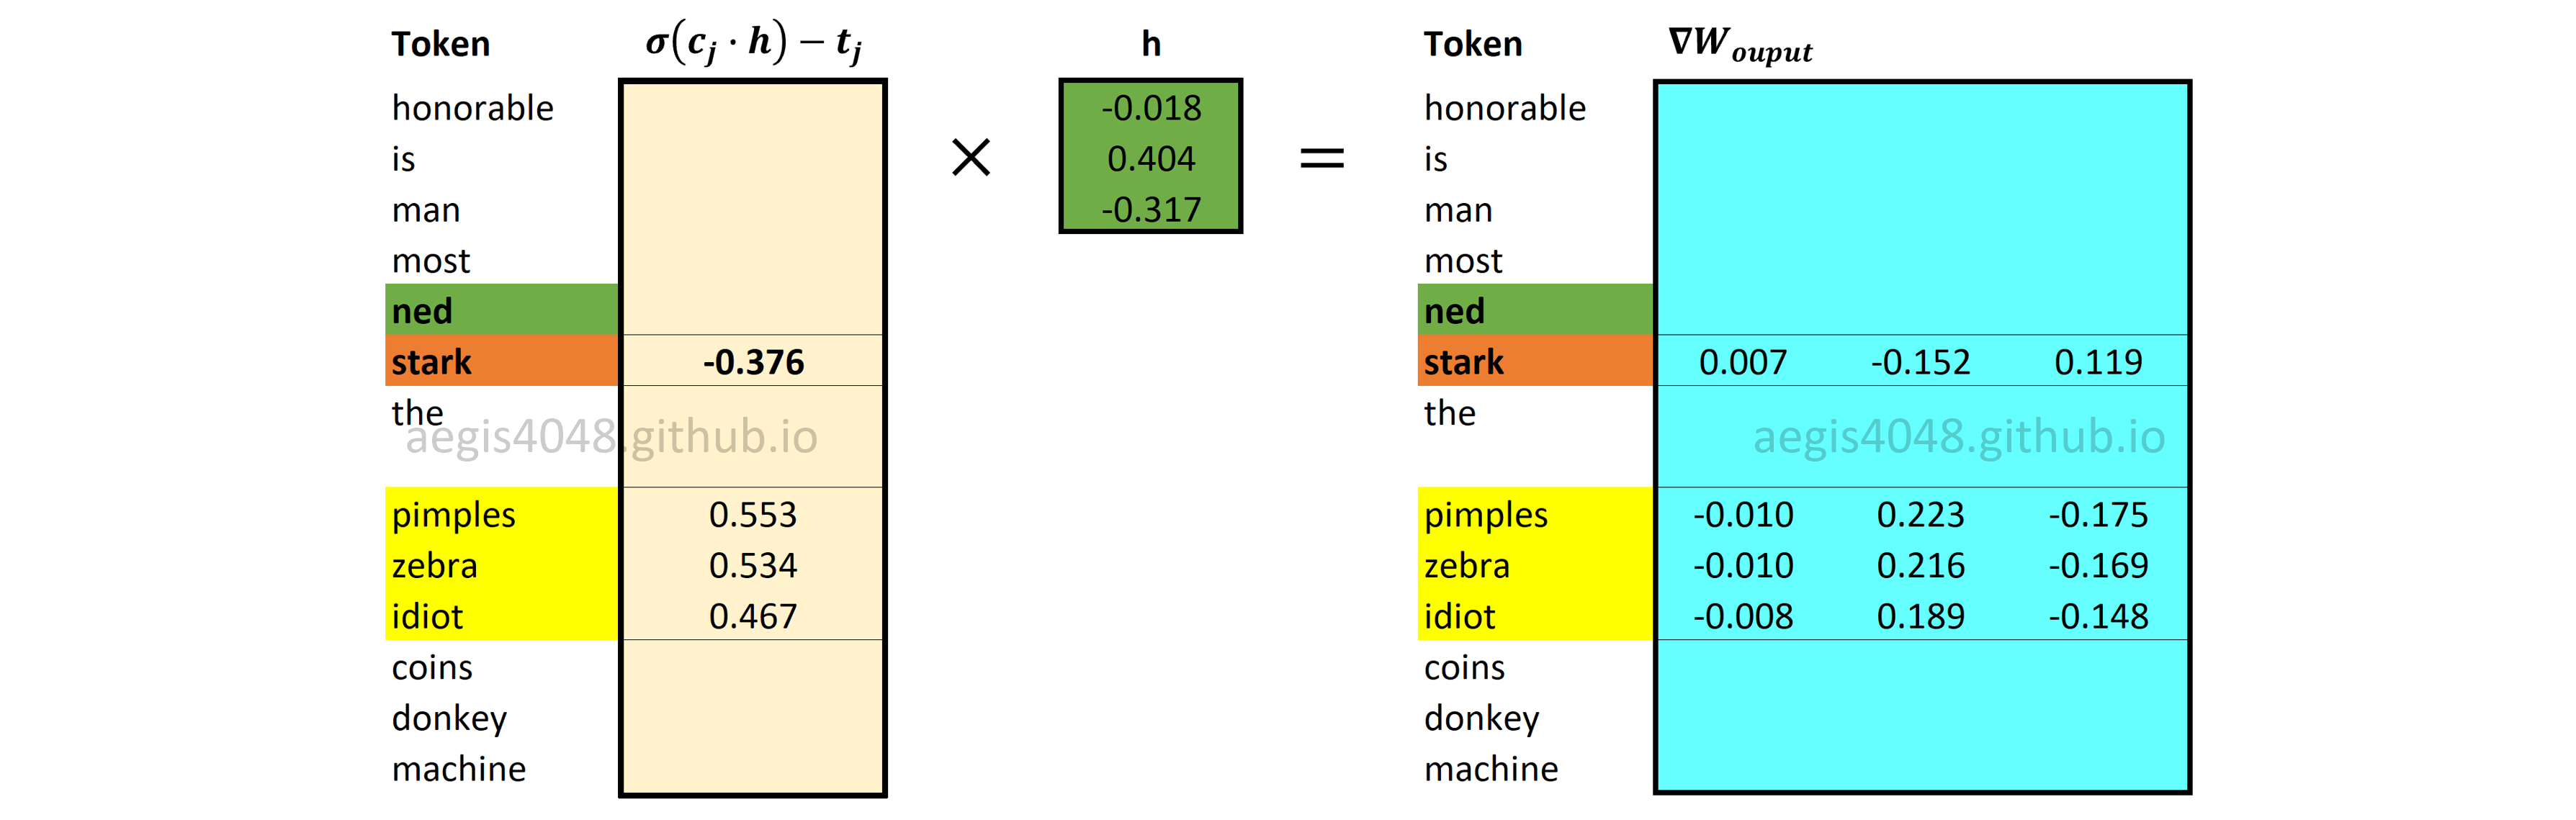 Token σ(c_j · h) − t_j h Token ∇W_ouput
honorable -0.018 honorable
is × 0.404 = is
man -0.317 man
most most
ned ned
stark -0.376 stark 0.007 -0.152 0.119
the the
aegis4048.github.io aegis4048.github.io
pimples 0.553 pimples -0.010 0.223 -0.175
zebra 0.534 zebra -0.010 0.216 -0.169
idiot 0.467 idiot -0.008 0.189 -0.148
coins coins
donkey donkey
machine machine